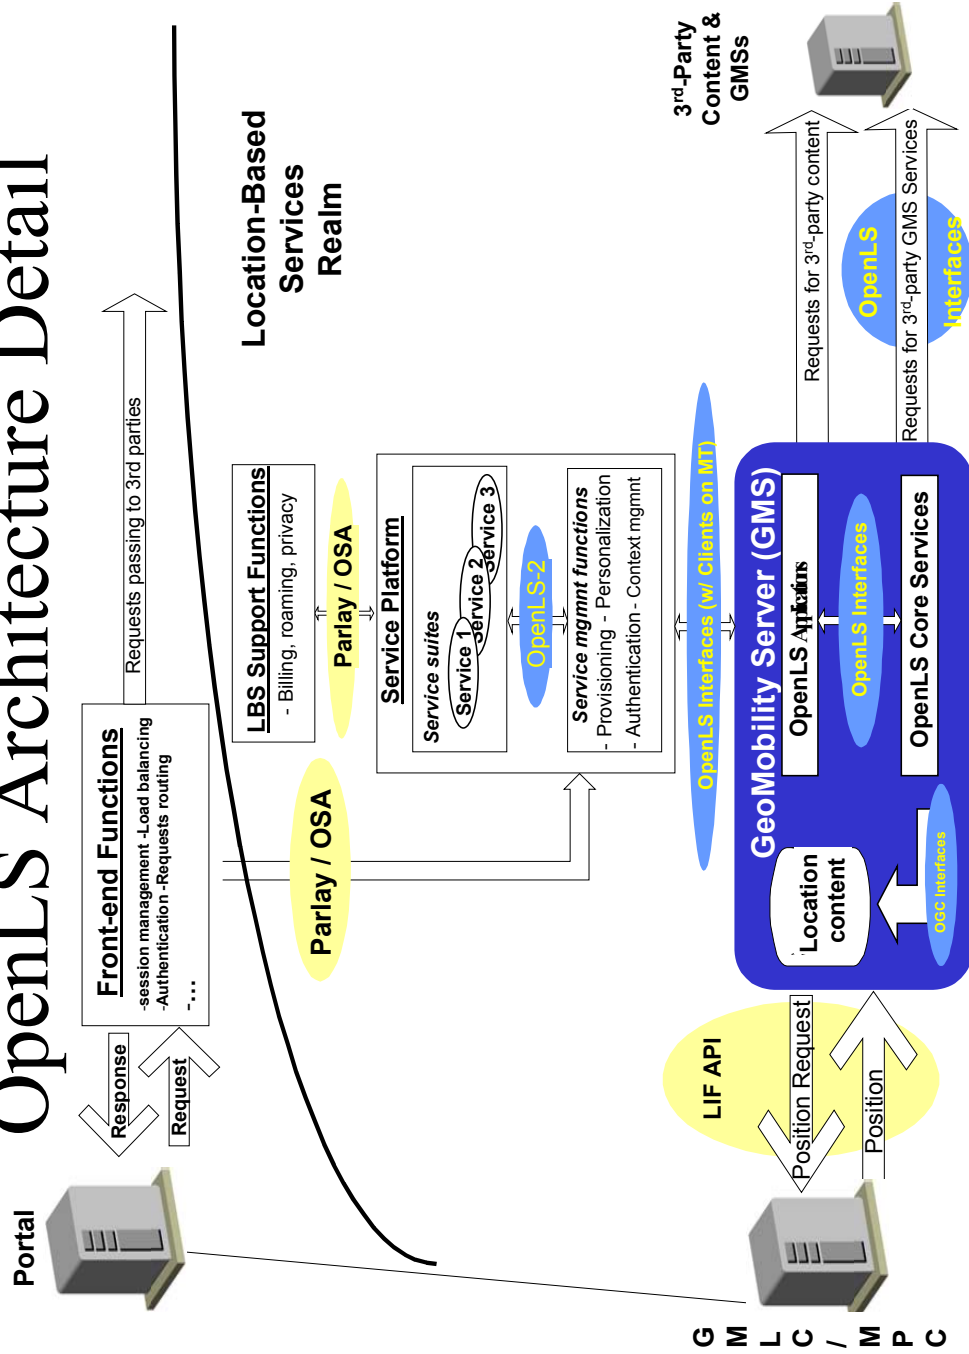 OpenLS Architecture Detail
Portal
Response
Request
Front-end Functions
-session management -Load balancing
-Authentication -Requests routing
-...
Requests passing to 3rd parties
Location-Based
Services
Realm
Parlay / OSA
LBS Support Functions
- Billing, roaming, privacy
Parlay / OSA
Service Platform
Service suites
Service 1
Service 2
Service 3
OpenLS-2
Service mgmnt functions
- Provisioning - Personalization
- Authentication - Context mgmnt
OpenLS Interfaces (w/ Clients on MT)
GeoMobility Server (GMS)
OpenLS Applications
OpenLS Interfaces
OpenLS Core Services
Location
content
OGC Interfaces
LIF API
Position Request
Position
GMLC/MPC
3rd-Party
Content &
GMSs
Requests for 3rd-party content
OpenLS
Requests for 3rd-party GMS Services
Interfaces